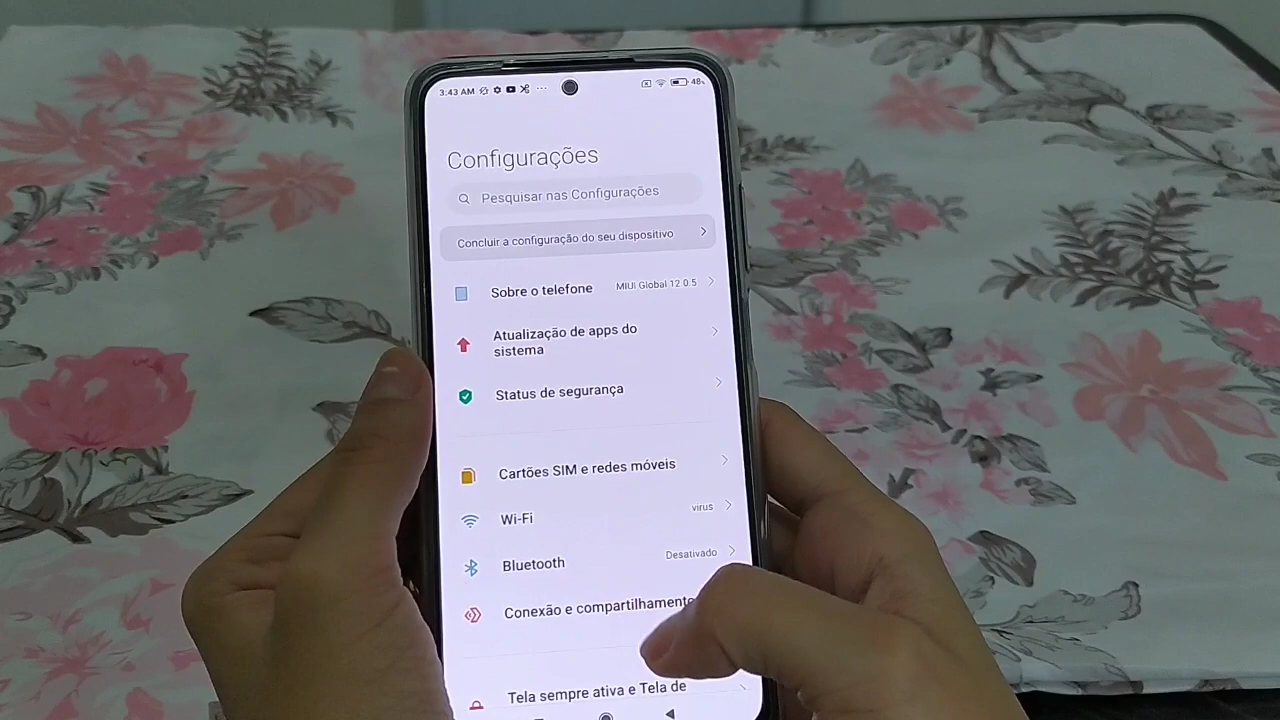 3:43 AM
48%
Configurações
Pesquisar nas Configurações
Concluir a configuração do seu dispositivo
Sobre o telefone
MIUI Global 12.0.5
Atualização de apps do
sistema
Status de segurança
Cartões SIM e redes móveis
Wi-Fi
virus
Bluetooth
Desativado
Conexão e compartilhamento
Tela sempre ativa e Tela de